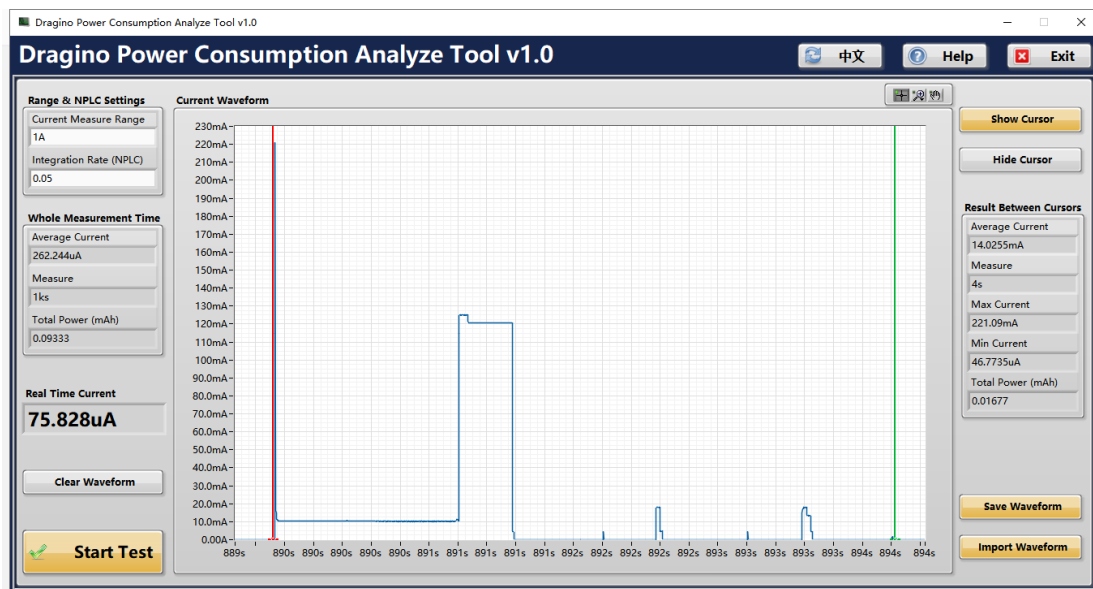 Dragino Power Consumption Analyze Tool v1.0
Dragino Power Consumption Analyze Tool v1.0
中文
Help
Exit
Range & NPLC Settings
Current Measure Range
1A
Integration Rate (NPLC)
0.05
Whole Measurement Time
Average Current
262.244uA
Measure
1ks
Total Power (mAh)
0.09333
Real Time Current
75.828uA
Clear Waveform
Start Test
Current Waveform
230mA
220mA
210mA
200mA
190mA
180mA
170mA
160mA
150mA
140mA
130mA
120mA
110mA
100mA
90.0mA
80.0mA
70.0mA
60.0mA
50.0mA
40.0mA
30.0mA
20.0mA
10.0mA
0.00A
889s 890s 890s 890s 890s 890s 891s 891s 891s 891s 891s 892s 892s 892s 892s 892s 893s 893s 893s 893s 893s 894s 894s 894s
Show Cursor
Hide Cursor
Result Between Cursors
Average Current
14.0255mA
Measure
4s
Max Current
221.09mA
Min Current
46.7735uA
Total Power (mAh)
0.01677
Save Waveform
Import Waveform